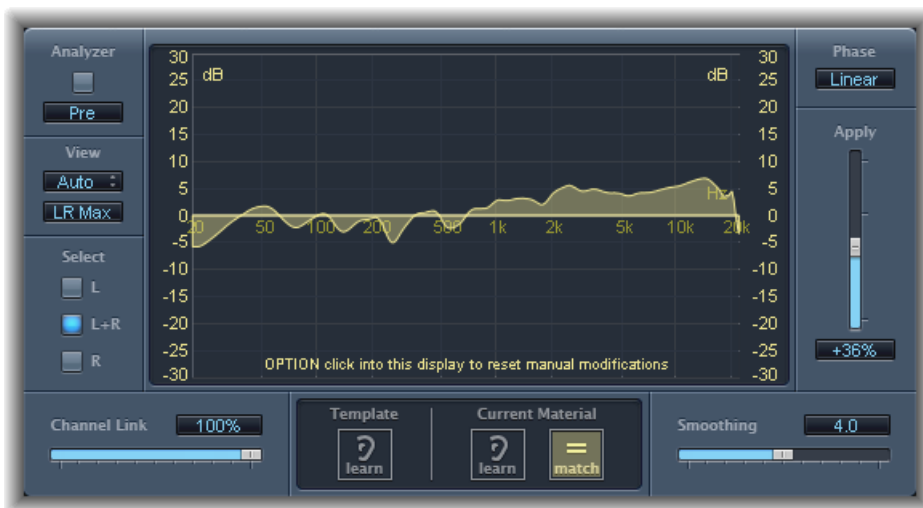 Analyzer
Pre
View
Auto
LR Max
Select
L
L+R
R
30
25
20
15
10
5
0
-5
-10
-15
-20
-25
-30
dB
dB
Hz
20 50 100 200 500 1k 2k 5k 10k 20k
OPTION click into this display to reset manual modifications
30
25
20
15
10
5
0
-5
-10
-15
-20
-25
-30
Phase
Linear
Apply
+36%
Channel Link 100%
Template
learn
Current Material
learn
match
Smoothing 4.0